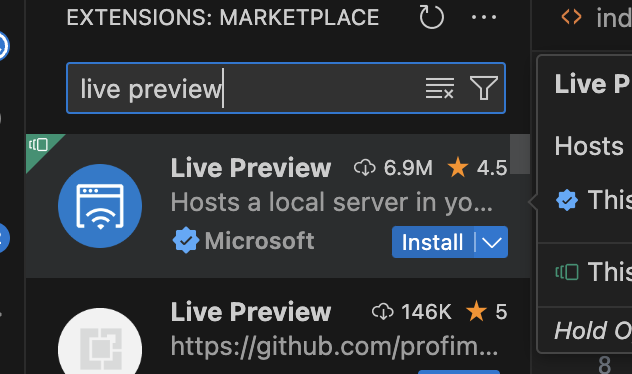 EXTENSIONS: MARKETPLACE
ind
live preview
Live Preview 6.9M 4.5
Hosts a local server in yo...
Microsoft
Install
Live Preview 146K 5
https://github.com/profim...
Live P
Hosts
This
This
Hold O
8